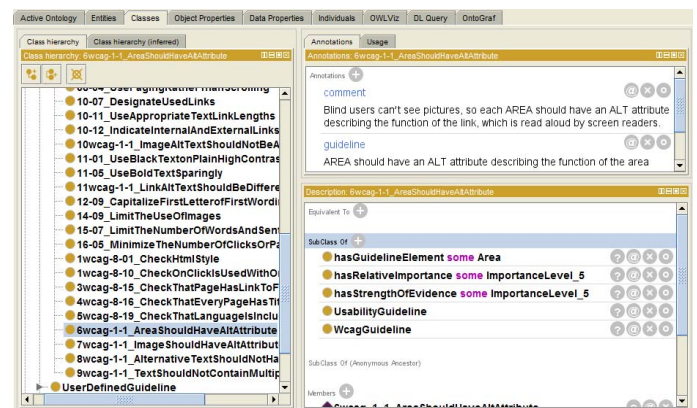 Active Ontology Entities Classes Object Properties Data Properties Individuals OWLViz DL Query OntoGraf
Class hierarchy Class hierarchy (inferred)
Class hierarchy: 6wcag-1-1_AreaShouldHaveAltAttribute
10-07_DesignateUsedLinks
10-11_UseAppropriateTextLinkLengths
10-12_IndicateInternalAndExternalLinks
10wcag-1-1_ImageAltTextShouldNotBeA
11-01_UseBlackTextonPlainHighContras
11-05_UseBoldTextSparingly
11wcag-1-1_LinkAltTextShouldBeDiffere
12-09_CapitalizeFirstLetterofFirstWordi
14-09_LimitTheUseOfImages
15-07_LimitTheNumberOfWordsAndSent
16-05_MinimizeTheNumberOfClicksOrPa
1wcag-8-01_CheckHtmlStyle
1wcag-8-10_CheckOnClickIsUsedWithO
3wcag-8-15_CheckThatPageHasLinkToF
4wcag-8-16_CheckThatEveryPageHasTit
5wcag-8-19_CheckThatLanguageIsInclu
6wcag-1-1_AreaShouldHaveAltAttribute
7wcag-1-1_ImageShouldHaveAltAttribut
8wcag-1-1_AlternativeTextShouldNotHa
9wcag-1-1_TextShouldNotContainMultip
UserDefinedGuideline
Annotations Usage
Annotations: 6wcag-1-1_AreaShouldHaveAltAttribute
Annotations
comment
Blind users can't see pictures, so each AREA should have an ALT attribute
describing the function of the link, which is read aloud by screen readers.
guideline
AREA should have an ALT attribute describing the function of the area
Description: 6wcag-1-1_AreaShouldHaveAltAttribute
Equivalent To
SubClass Of
hasGuidelineElement some Area
hasRelativeImportance some ImportanceLevel_5
hasStrengthOfEvidence some ImportanceLevel_5
UsabilityGuideline
WcagGuideline
SubClass Of (Anonymous Ancestor)
Members
6wcag-1-1_AreaShouldHaveAltAttribute